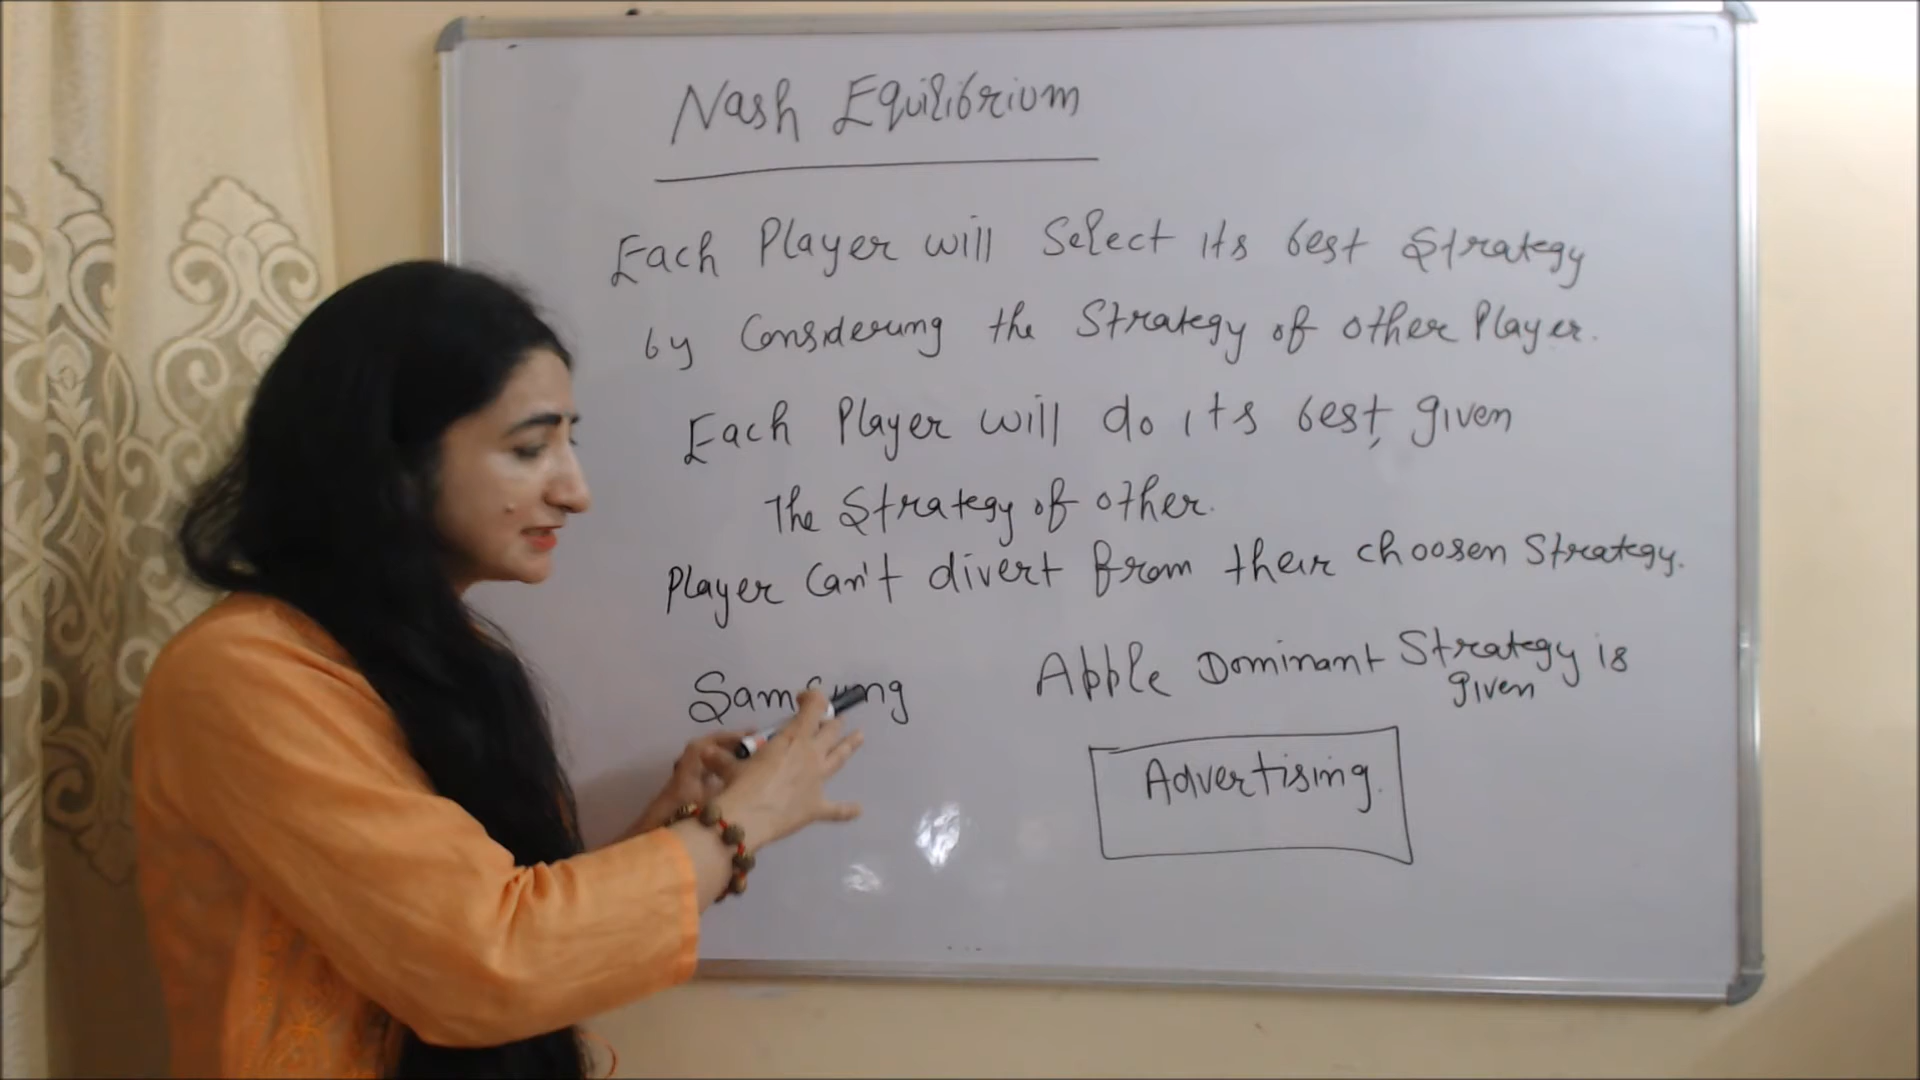 Nash Equilibrium
Each Player will Select its best Strategy
by Considering the Strategy of other Player.
Each Player will do its best, given
The Strategy of other.
Player Can't divert from their choosen Strategy.
Samsung
Apple Dominant Strategy is
given
Advertising.